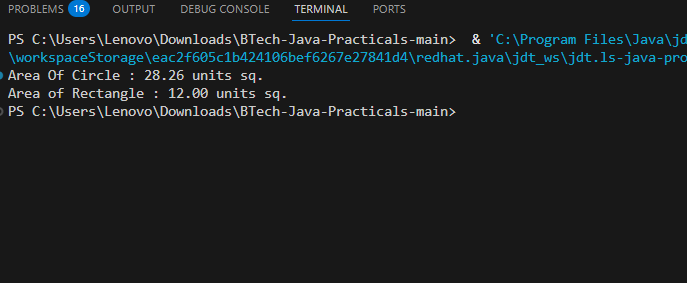 PROBLEMS 16 OUTPUT DEBUG CONSOLE TERMINAL PORTS
PS C:\Users\Lenovo\Downloads\BTech-Java-Practicals-main>  & 'C:\Program Files\Java\jd
\workspaceStorage\eac2f605c1b424106bef6267e27841d4\redhat.java\jdt_ws\jdt.ls-java-pro
Area Of Circle : 28.26 units sq.
Area of Rectangle : 12.00 units sq.
PS C:\Users\Lenovo\Downloads\BTech-Java-Practicals-main>